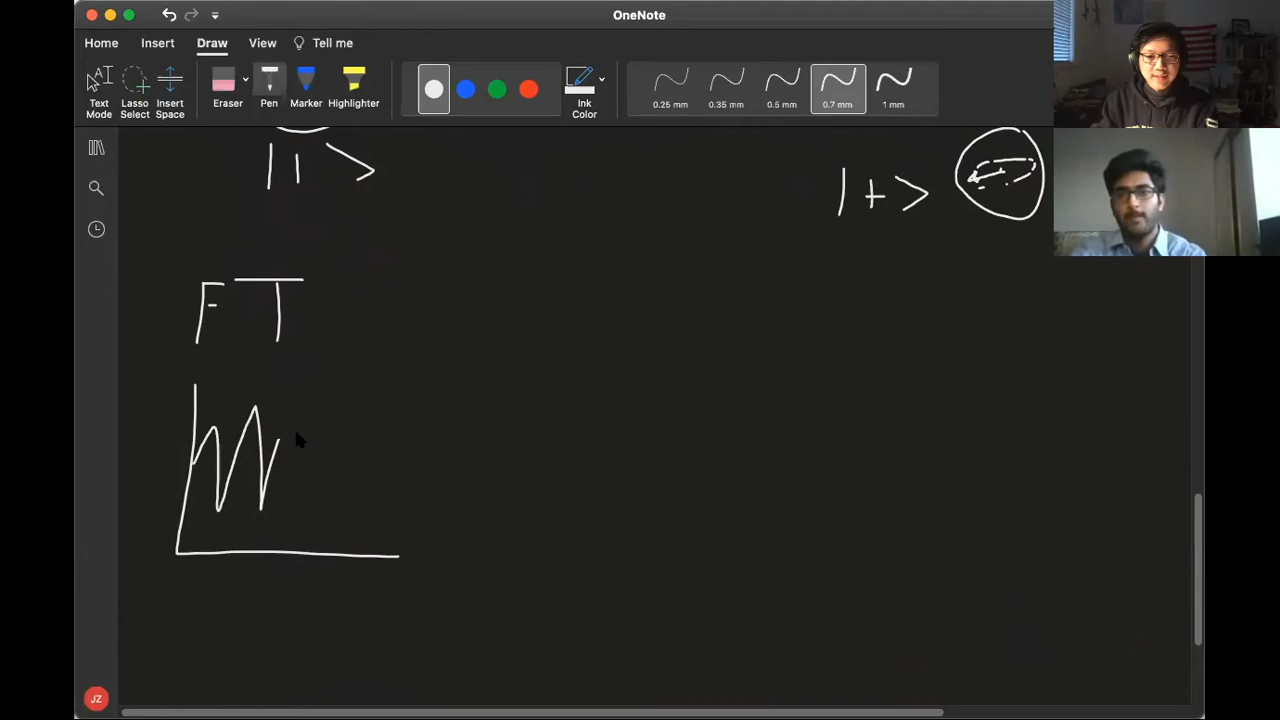 OneNote
Home Insert Draw View Tell me
Text Mode Lasso Select Insert Space Eraser Pen Marker Highlighter Ink Color 0.25 mm 0.35 mm 0.5 mm 0.7 mm 1 mm
|1>
|+>
FT
JZ